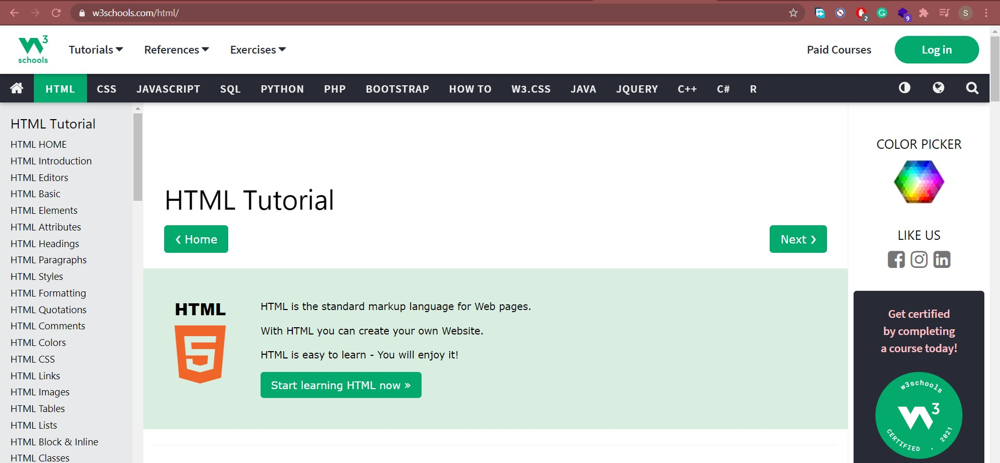 w3schools.com/html/
2
9
S
W3
schools
Tutorials
References
Exercises
Paid Courses
Log in
HTML
CSS
JAVASCRIPT
SQL
PYTHON
PHP
BOOTSTRAP
HOW TO
W3.CSS
JAVA
JQUERY
C++
C#
R
HTML Tutorial
HTML HOME
HTML Introduction
HTML Editors
HTML Basic
HTML Elements
HTML Attributes
HTML Headings
HTML Paragraphs
HTML Styles
HTML Formatting
HTML Quotations
HTML Comments
HTML Colors
HTML CSS
HTML Links
HTML Images
HTML Tables
HTML Lists
HTML Block & Inline
HTML Classes
HTML Tutorial
❮ Home
Next ❯
HTML
5
HTML is the standard markup language for Web pages.
With HTML you can create your own Website.
HTML is easy to learn - You will enjoy it!
Start learning HTML now »
COLOR PICKER
LIKE US
Get certified
by completing
a course today!
w3schools
W3
CERTIFIED . 2021